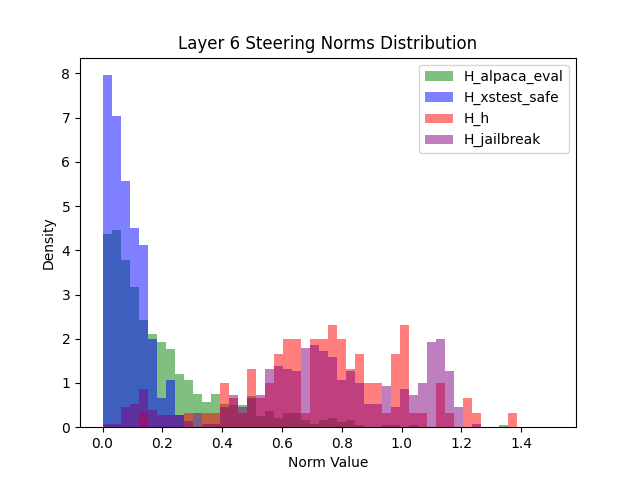 Layer 6 Steering Norms Distribution
H_alpaca_eval
H_xstest_safe
H_h
H_jailbreak
8
7
6
5
4
3
2
1
0
Density
0.0 0.2 0.4 0.6 0.8 1.0 1.2 1.4
Norm Value